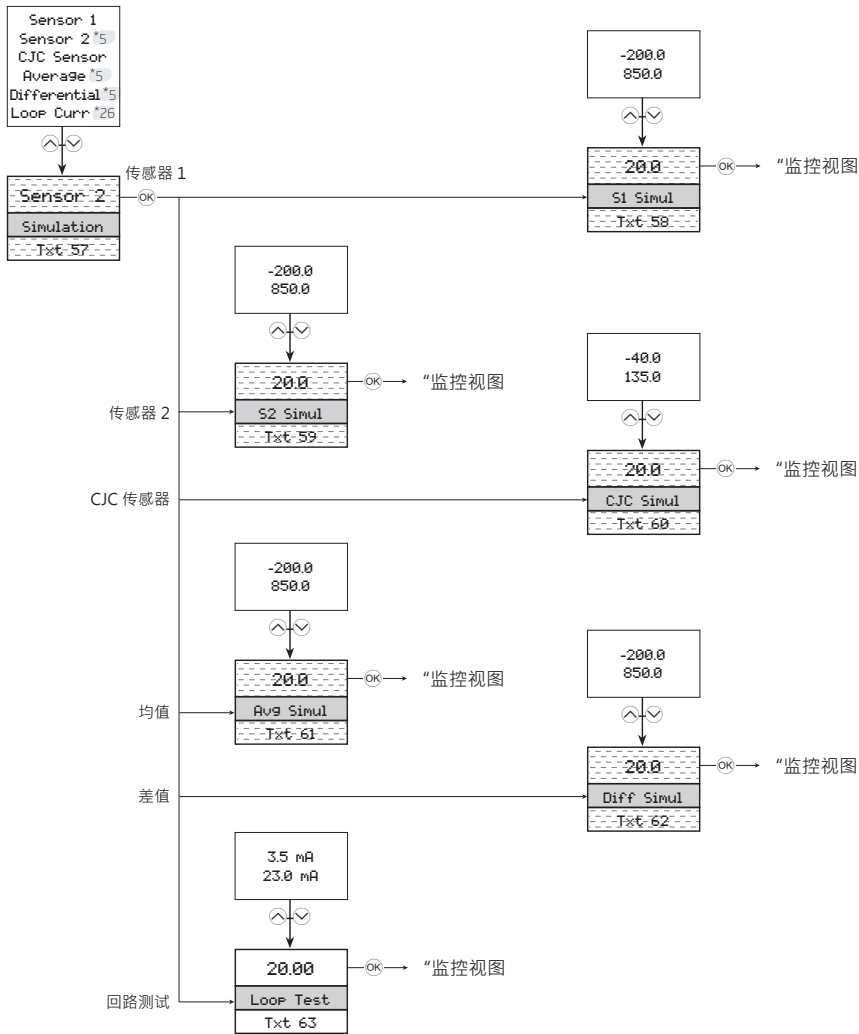 Sensor 1
Sensor 2 *5
CJC Sensor
Average *5
Differential *5
Loop Curr *26
Sensor 2
Simulation
Txt 57
OK
传感器 1
-200.0
850.0
20.0
S1 Simul
Txt 58
OK
“监控视图
-200.0
850.0
20.0
S2 Simul
Txt 59
OK
“监控视图
传感器 2
-40.0
135.0
20.0
CJC Simul
Txt 60
OK
“监控视图
CJC 传感器
-200.0
850.0
20.0
Avg Simul
Txt 61
OK
“监控视图
均值
-200.0
850.0
20.0
Diff Simul
Txt 62
OK
“监控视图
差值
3.5 mA
23.0 mA
20.00
Loop Test
Txt 63
OK
“监控视图
回路测试